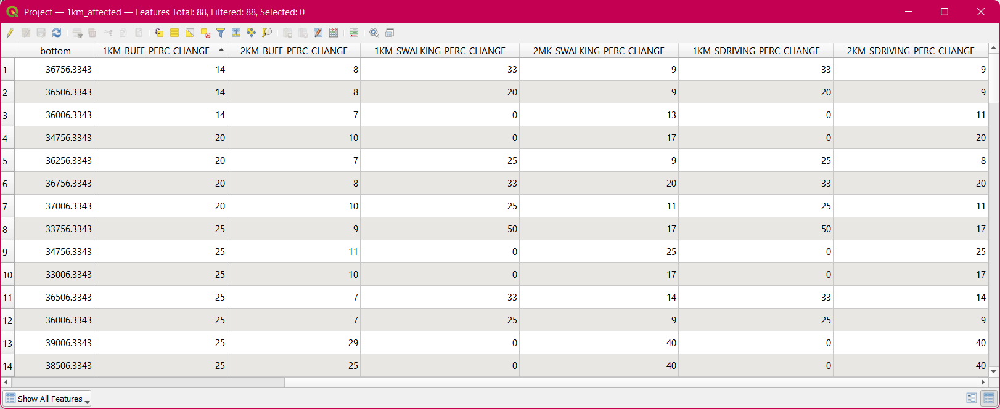 Project — 1km_affected — Features Total: 88, Filtered: 88, Selected: 0
bottom 1KM_BUFF_PERC_CHANGE 2KM_BUFF_PERC_CHANGE 1KM_SWALKING_PERC_CHANGE 2MK_SWALKING_PERC_CHANGE 1KM_SDRIVING_PERC_CHANGE 2KM_SDRIVING_PERC_CHANGE
1 36756.3343 14 8 33 9 33 9
2 36506.3343 14 8 20 9 20 9
3 36006.3343 14 7 0 13 0 11
4 34756.3343 20 10 0 17 0 20
5 36256.3343 20 7 25 9 25 8
6 36756.3343 20 8 33 20 33 20
7 37006.3343 20 10 25 11 25 11
8 33756.3343 25 9 50 17 50 17
9 34756.3343 25 11 0 25 0 25
10 33006.3343 25 10 0 17 0 17
11 36506.3343 25 7 33 14 33 14
12 36006.3343 25 7 25 9 25 9
13 39006.3343 25 29 0 40 0 40
14 38506.3343 25 25 0 40 0 40
Show All Features